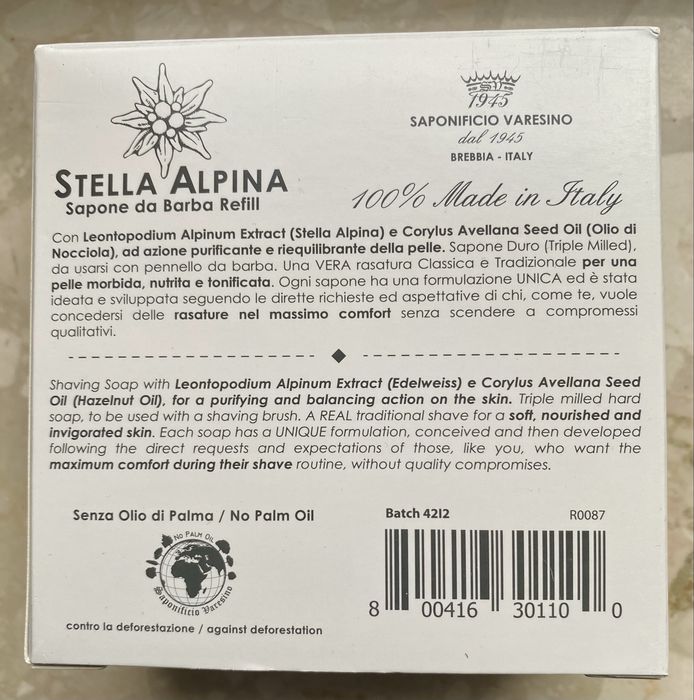 STELLA ALPINA
Sapone da Barba Refill
SV
1945
SAPONIFICIO VARESINO
dal 1945
BREBBIA - ITALY
100% Made in Italy
Con Leontopodium Alpinum Extract (Stella Alpina) e Corylus Avellana Seed Oil (Olio di
Nocciola), ad azione purificante e riequilibrante della pelle. Sapone Duro (Triple Milled),
da usarsi con pennello da barba. Una VERA rasatura Classica e Tradizionale per una
pelle morbida, nutrita e tonificata. Ogni sapone ha una formulazione UNICA ed è stata
ideata e sviluppata seguendo le dirette richieste ed aspettative di chi, come te, vuole
concedersi delle rasature nel massimo comfort senza scendere a compromessi
qualitativi.
Shaving Soap with Leontopodium Alpinum Extract (Edelweiss) e Corylus Avellana Seed
Oil (Hazelnut Oil), for a purifying and balancing action on the skin. Triple milled hard
soap, to be used with a shaving brush. A REAL traditional shave for a soft, nourished and
invigorated skin. Each soap has a UNIQUE formulation, conceived and then developed
following the direct requests and expectations of those, like you, who want the
maximum comfort during their shave routine, without quality compromises.
Senza Olio di Palma / No Palm Oil
No Palm Oil
Saponificio Varesino
contro la deforestazione / against deforestation
Batch 42I2
R0087
8 00416 30110 0